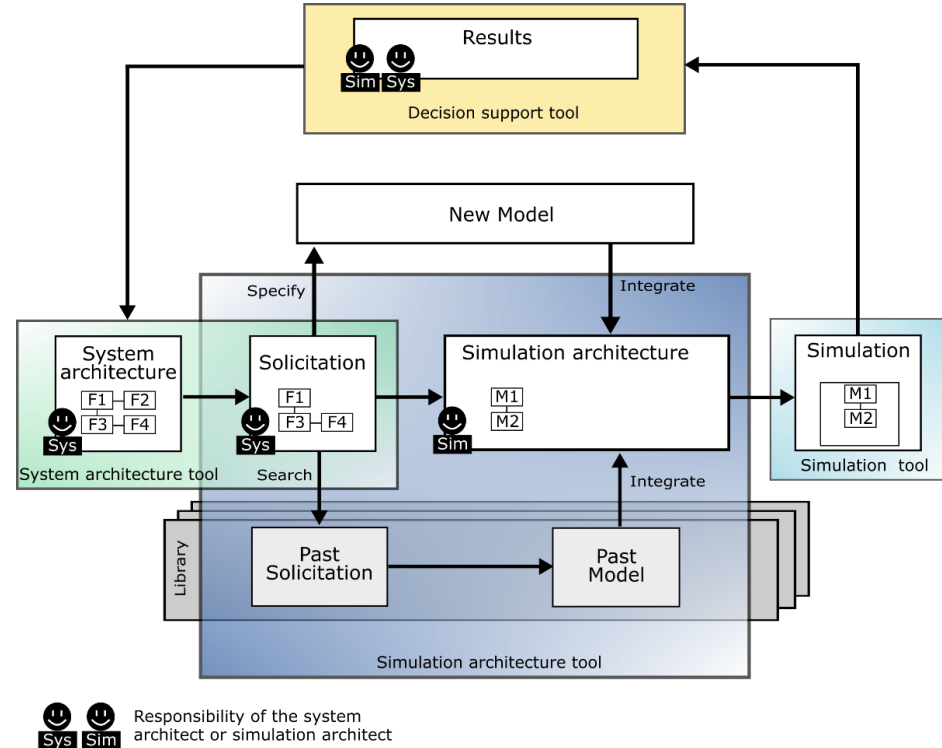 Results
Sim Sys
Decision support tool
New Model
Specify
Integrate
System
architecture
F1 F2
F3 F4
Sys
System architecture tool
Solicitation
F1
F3 F4
Sys
Search
Simulation architecture
M1
M2
Sim
Integrate
Simulation
M1
M2
Simulation tool
Library
Past
Solicitation
Past
Model
Simulation architecture tool
Sys Sim
Responsibility of the system
architect or simulation architect